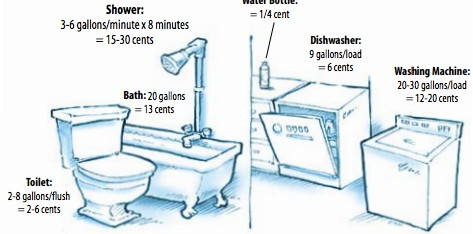 Shower:
3-6 gallons/minute x 8 minutes
= 15-30 cents
Water Bottle:
= 1/4 cent
Dishwasher:
9 gallons/load
= 6 cents
Washing Machine:
20-30 gallons/load
= 12-20 cents
Bath: 20 gallons
= 13 cents
Toilet:
2-8 gallons/flush
= 2-6 cents